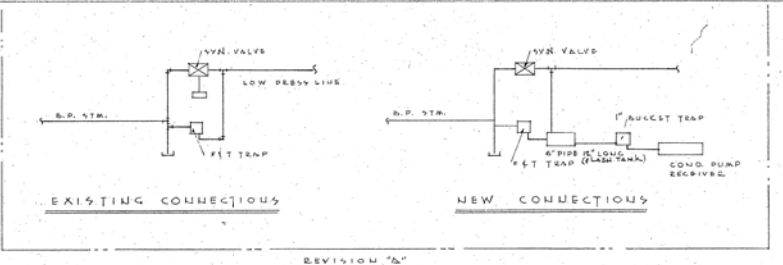 SYN. VALVE
LOW PRESS LINE
B.P. STM.
F&T TRAP
EXISTING CONNECTIONS
SYN. VALVE
B.P. STM.
1" BUCKET TRAP
6" PIPE 12" LONG
(FLASH TANK)
F&T TRAP
COND. PUMP
RECEIVER
NEW CONNECTIONS
REVISION "A"